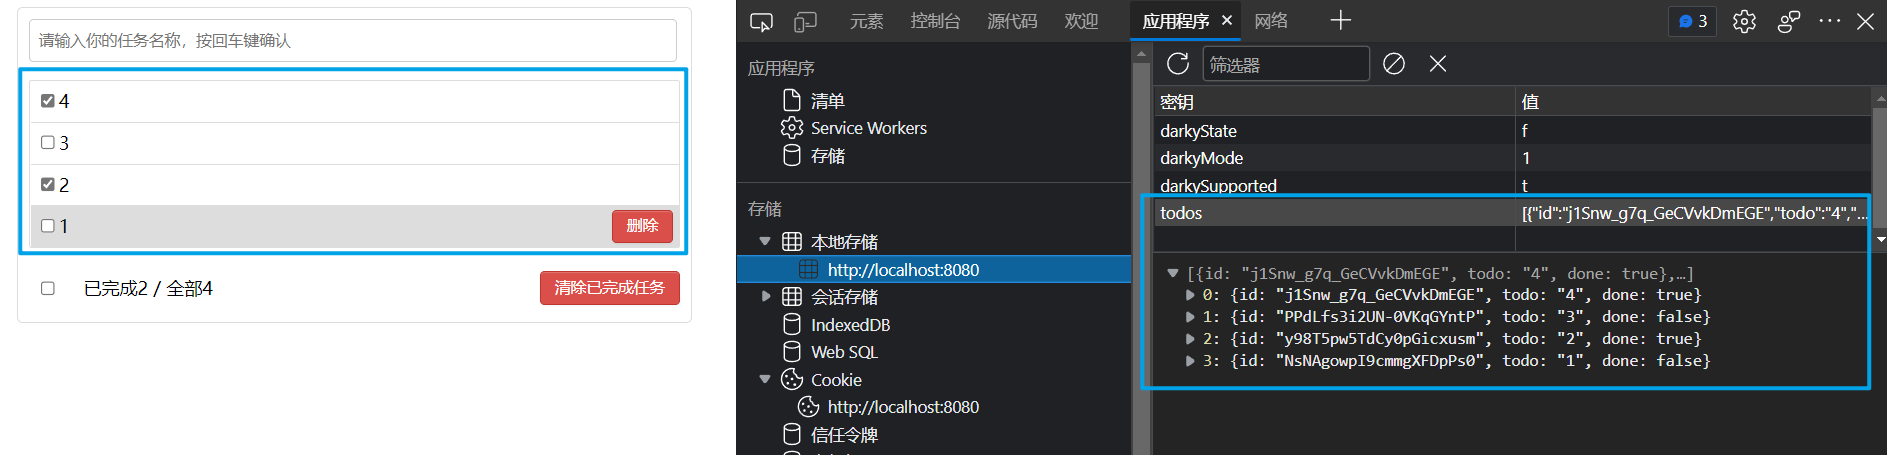 请输入你的任务名称，按回车键确认
4
3
2
1
删除
已完成2 / 全部4
清除已完成任务
元素
控制台
源代码
欢迎
应用程序
网络
3
应用程序
清单
Service Workers
存储
存储
本地存储
http://localhost:8080
会话存储
IndexedDB
Web SQL
Cookie
http://localhost:8080
信任令牌
筛选器
密钥 值
darkyState f
darkyMode 1
darkySupported t
todos [{"id":"j1Snw_g7q_GeCVvkDmEGE","todo":"4","...
[{id: "j1Snw_g7q_GeCVvkDmEGE", todo: "4", done: true},…]
0: {id: "j1Snw_g7q_GeCVvkDmEGE", todo: "4", done: true}
1: {id: "PPdLfs3i2UN-0VKqGYntP", todo: "3", done: false}
2: {id: "y98T5pw5TdCy0pGicxusm", todo: "2", done: true}
3: {id: "NsNAgowpI9cmmgXFDpPs0", todo: "1", done: false}